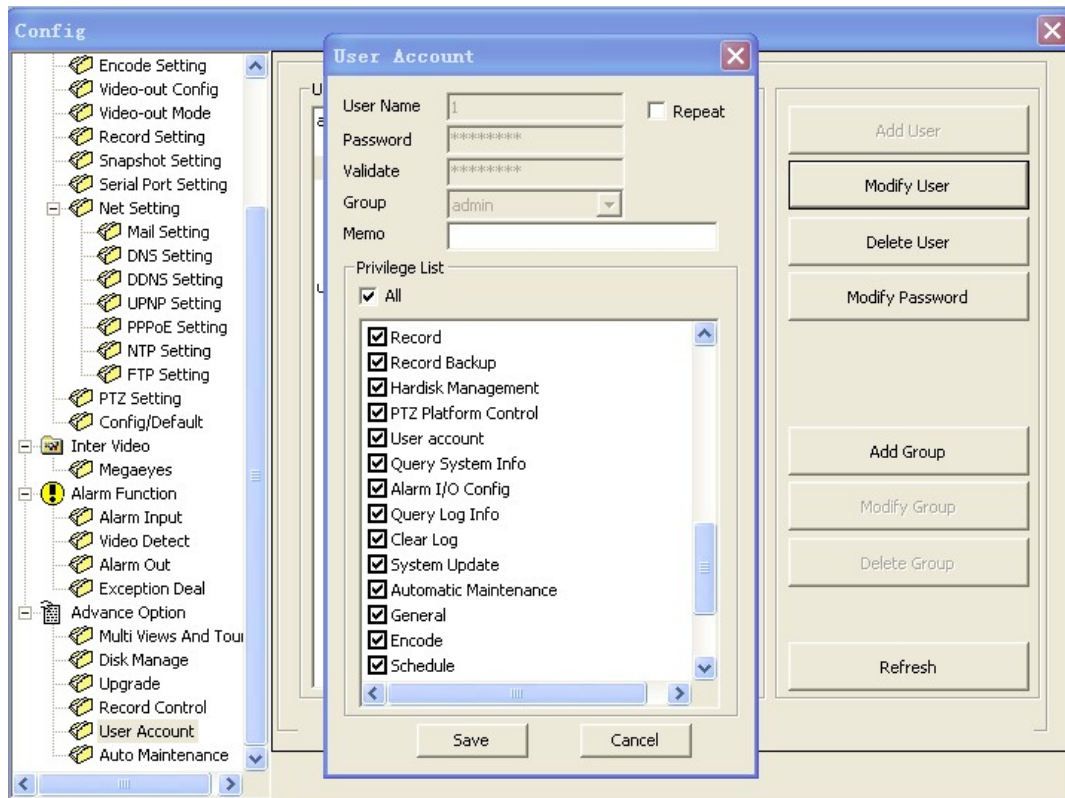 Config
Encode Setting
Video-out Config
Video-out Mode
Record Setting
Snapshot Setting
Serial Port Setting
Net Setting
Mail Setting
DNS Setting
DDNS Setting
UPNP Setting
PPPoE Setting
NTP Setting
FTP Setting
PTZ Setting
Config/Default
Inter Video
Megaeyes
Alarm Function
Alarm Input
Video Detect
Alarm Out
Exception Deal
Advance Option
Multi Views And Tour
Disk Manage
Upgrade
Record Control
User Account
Auto Maintenance
User Account
User Name
1
Repeat
Password
********
Validate
********
Group
admin
Memo
Privilege List
All
Record
Record Backup
Hardisk Management
PTZ Platform Control
User account
Query System Info
Alarm I/O Config
Query Log Info
Clear Log
System Update
Automatic Maintenance
General
Encode
Schedule
Save
Cancel
Add User
Modify User
Delete User
Modify Password
Add Group
Modify Group
Delete Group
Refresh